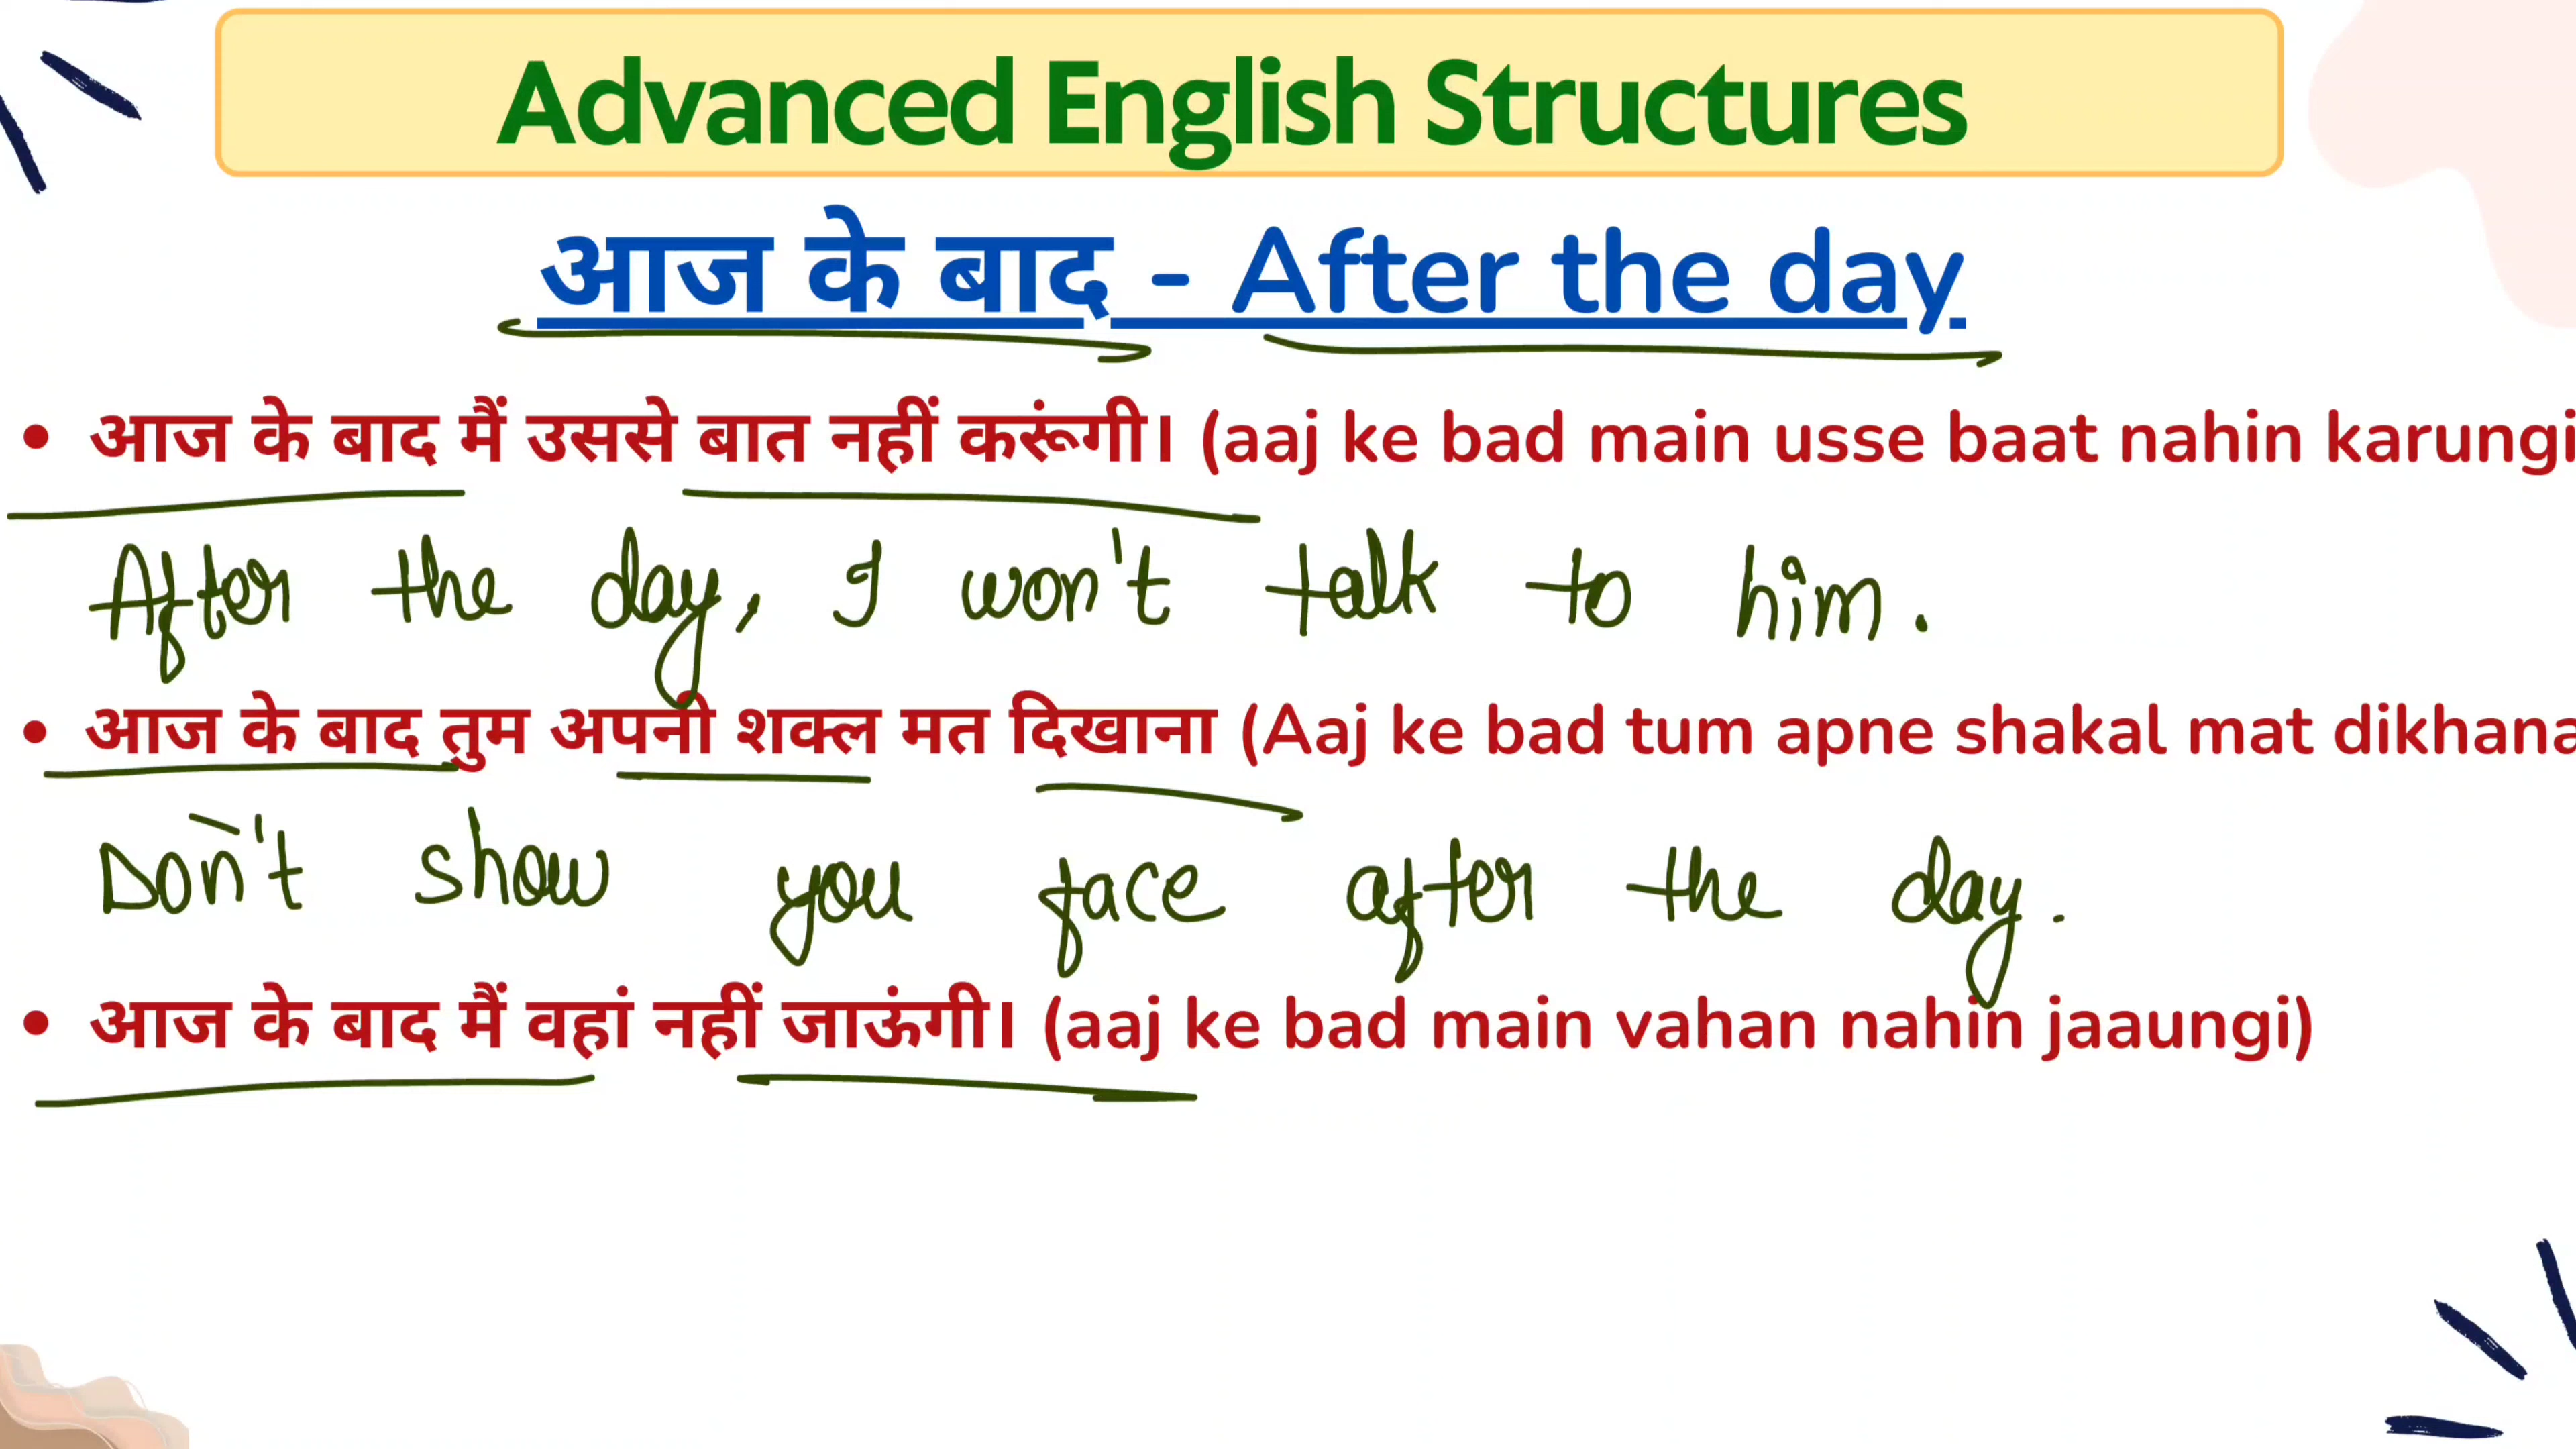 Advanced English Structures
आज के बाद - After the day
• आज के बाद मैं उससे बात नहीं करूंगी। (aaj ke bad main usse baat nahin karungi
After the day, I won't talk to him.
• आज के बाद तुम अपनी शक्ल मत दिखाना (Aaj ke bad tum apne shakal mat dikhana
Don't show you face after the day.
• आज के बाद मैं वहां नहीं जाऊंगी। (aaj ke bad main vahan nahin jaaungi)